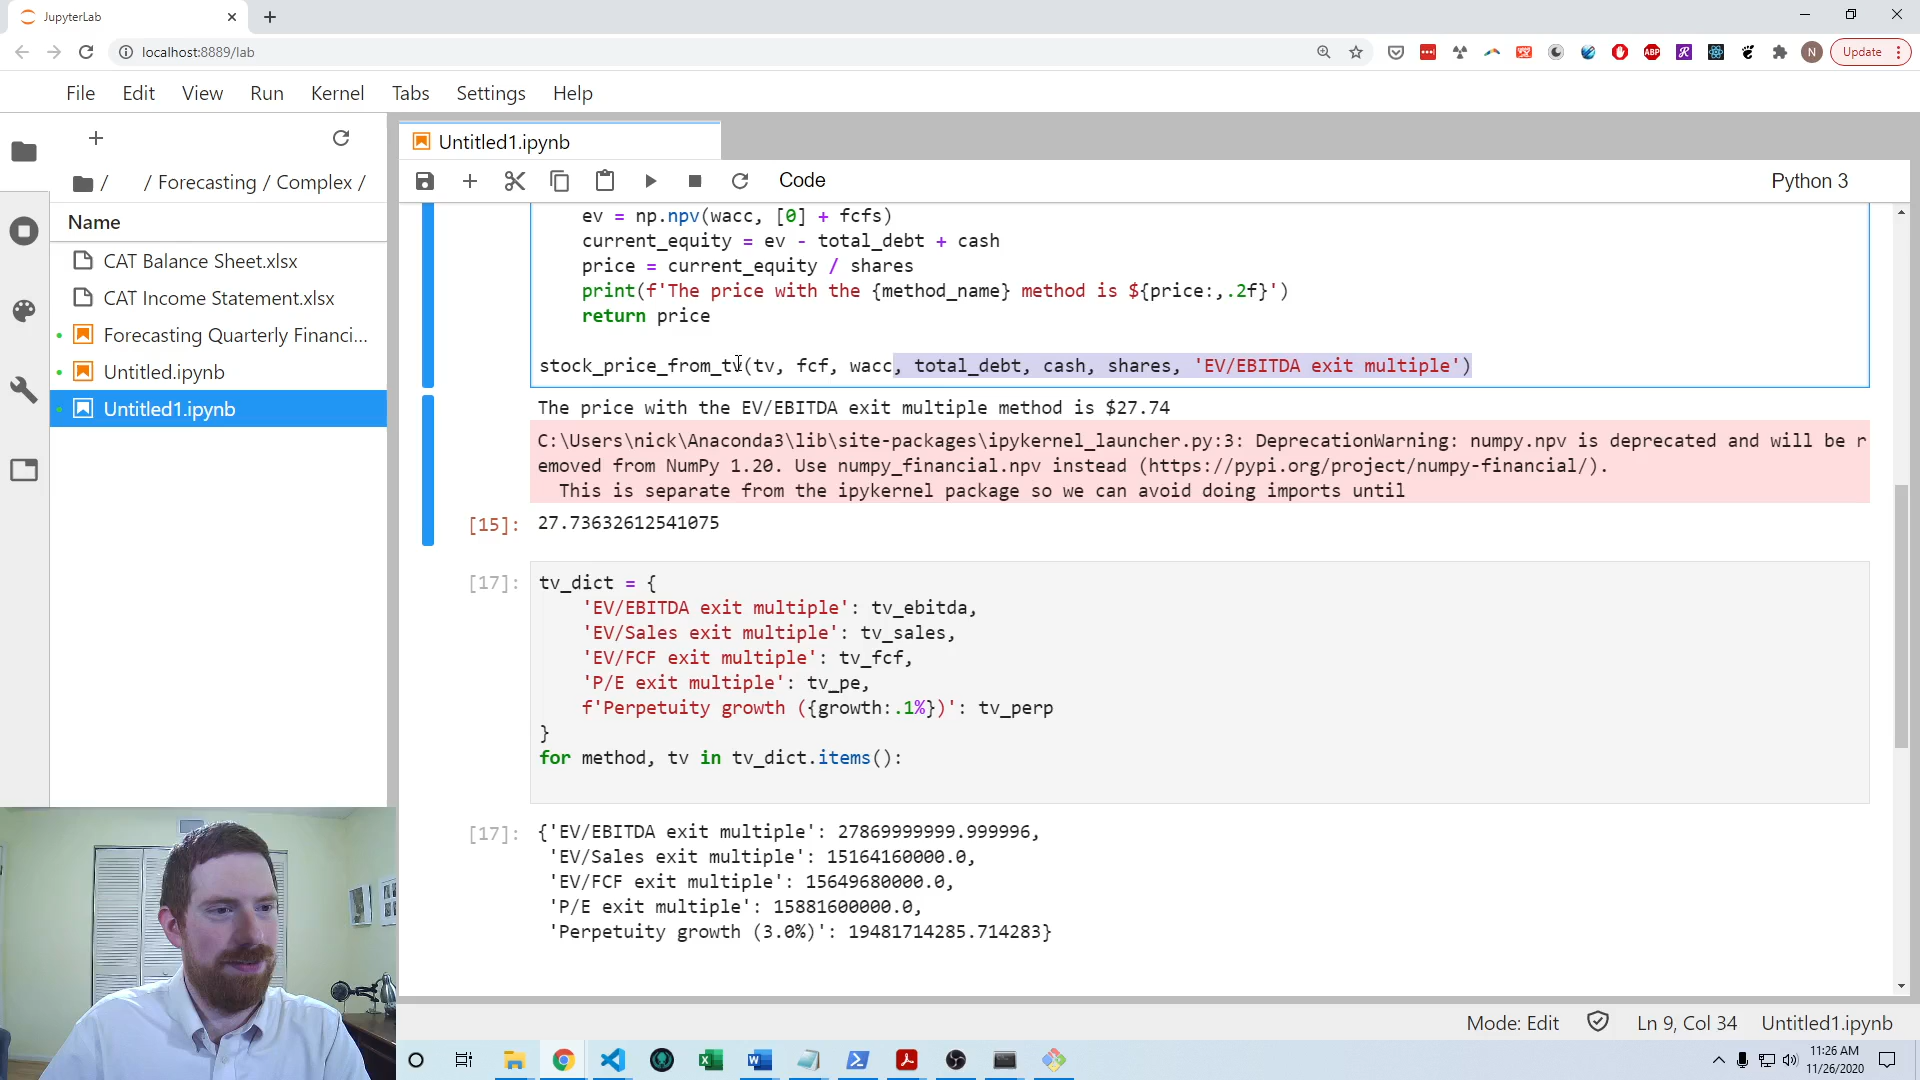 JupyterLab
localhost:8889/lab
ABP
N
Update
File Edit View Run Kernel Tabs Settings Help
/ / Forecasting / Complex /
Name
CAT Balance Sheet.xlsx
CAT Income Statement.xlsx
Forecasting Quarterly Financi...
Untitled.ipynb
Untitled1.ipynb
Untitled1.ipynb
Code
Python 3
ev = np.npv(wacc, [0] + fcfs)
current_equity = ev - total_debt + cash
price = current_equity / shares
print(f'The price with the {method_name} method is ${price:,.2f}')
return price
stock_price_from_tv(tv, fcf, wacc, total_debt, cash, shares, 'EV/EBITDA exit multiple')
The price with the EV/EBITDA exit multiple method is $27.74
C:\Users\nick\Anaconda3\lib\site-packages\ipykernel_launcher.py:3: DeprecationWarning: numpy.npv is deprecated and will be r
emoved from NumPy 1.20. Use numpy_financial.npv instead (https://pypi.org/project/numpy-financial/).
This is separate from the ipykernel package so we can avoid doing imports until
[15]: 27.73632612541075
[17]: tv_dict = {
'EV/EBITDA exit multiple': tv_ebitda,
'EV/Sales exit multiple': tv_sales,
'EV/FCF exit multiple': tv_fcf,
'P/E exit multiple': tv_pe,
f'Perpetuity growth ({growth:.1%})': tv_perp
}
for method, tv in tv_dict.items():
[17]: {'EV/EBITDA exit multiple': 27869999999.999996,
'EV/Sales exit multiple': 15164160000.0,
'EV/FCF exit multiple': 15649680000.0,
'P/E exit multiple': 15881600000.0,
'Perpetuity growth (3.0%)': 19481714285.714283}
Mode: Edit
Ln 9, Col 34
Untitled1.ipynb
11:26 AM
11/26/2020